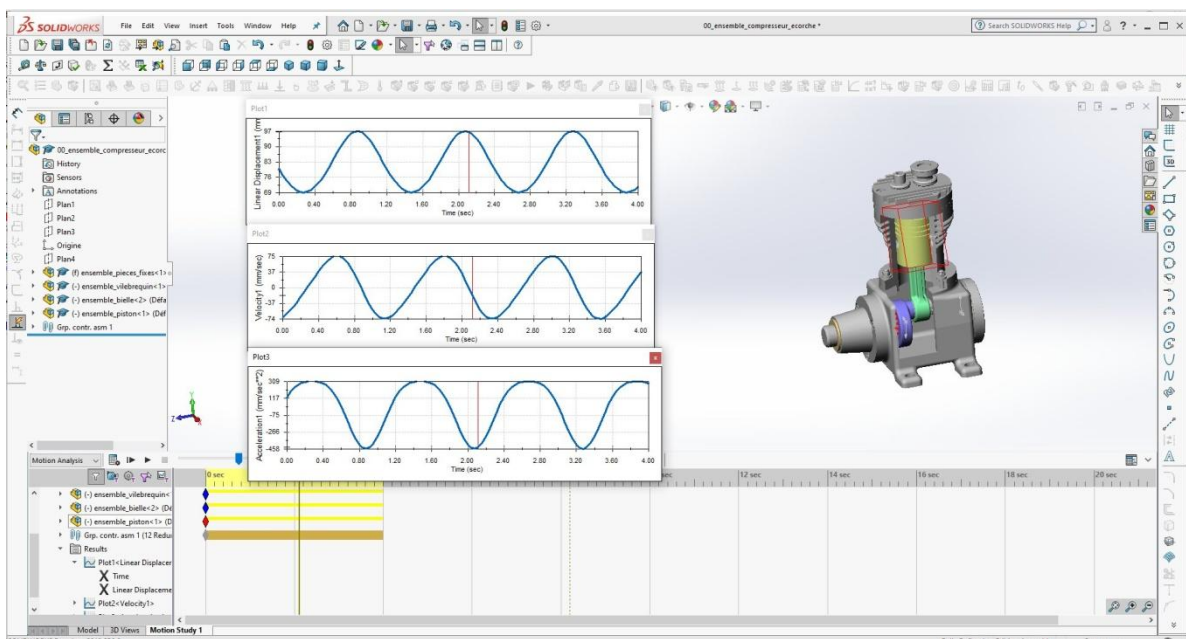 SOLIDWORKS File Edit View Insert Tools Window Help
00_ensemble_compresseur_ecorche *
Search SOLIDWORKS Help
00_ensemble_compresseur_ecorc
History
Sensors
Annotations
Plan1
Plan2
Plan3
Origine
Plan4
(f) ensemble_pieces_fixes<1>
(-) ensemble_vilebrequin<1>
(-) ensemble_bielle<2> (Défa
(-) ensemble_piston<1> (Déf
Grp. contr. asm 1
Plot1
Linear Displacement1 (mm
97
90
83
76
69
0.00 0.40 0.80 1.20 1.60 2.00 2.40 2.80 3.20 3.60 4.00
Time (sec)
Plot2
Velocity1 (mm/sec)
75
37
0
-37
-74
0.00 0.40 0.80 1.20 1.60 2.00 2.40 2.80 3.20 3.60 4.00
Time (sec)
Plot3
Acceleration1 (mm/sec**2)
309
117
-75
-266
-458
0.00 0.40 0.80 1.20 1.60 2.00 2.40 2.80 3.20 3.60 4.00
Time (sec)
Y
Z
Motion Analysis
0 sec 12 sec 14 sec 16 sec 18 sec 20 sec
(-) ensemble_vilebrequin<
(-) ensemble_bielle<2> (De
(-) ensemble_piston<1> (D
Grp. contr. asm 1 (12 Redu
Results
Plot1<Linear Displacer
Time
Linear Displaceme
Plot2<Velocity1>
Model 3D Views Motion Study 1